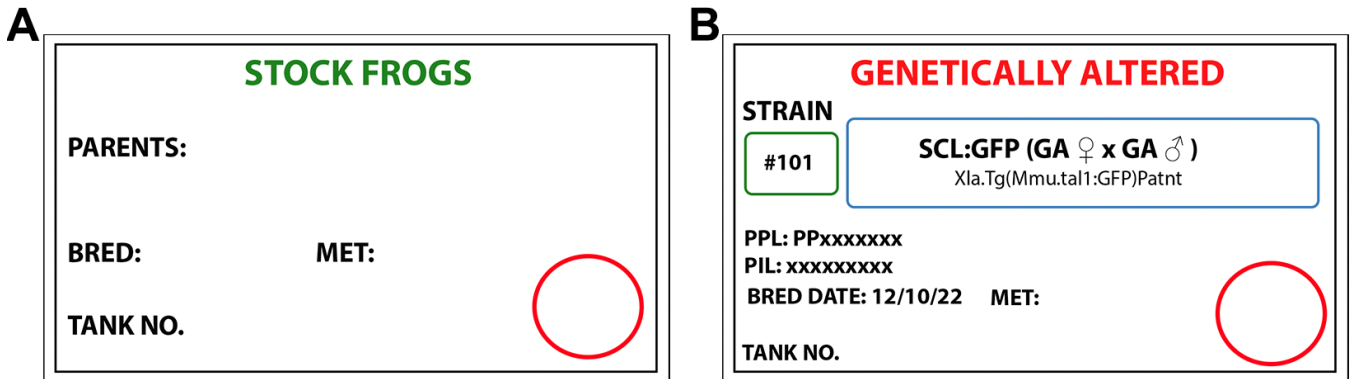 A
STOCK FROGS
PARENTS:
BRED: MET:
TANK NO.
B
GENETICALLY ALTERED
STRAIN
#101
SCL:GFP (GA ♀ x GA ♂ )
Xla.Tg(Mmu.tal1:GFP)Patnt
PPL: PPxxxxxxx
PIL: xxxxxxxxx
BRED DATE: 12/10/22 MET:
TANK NO.